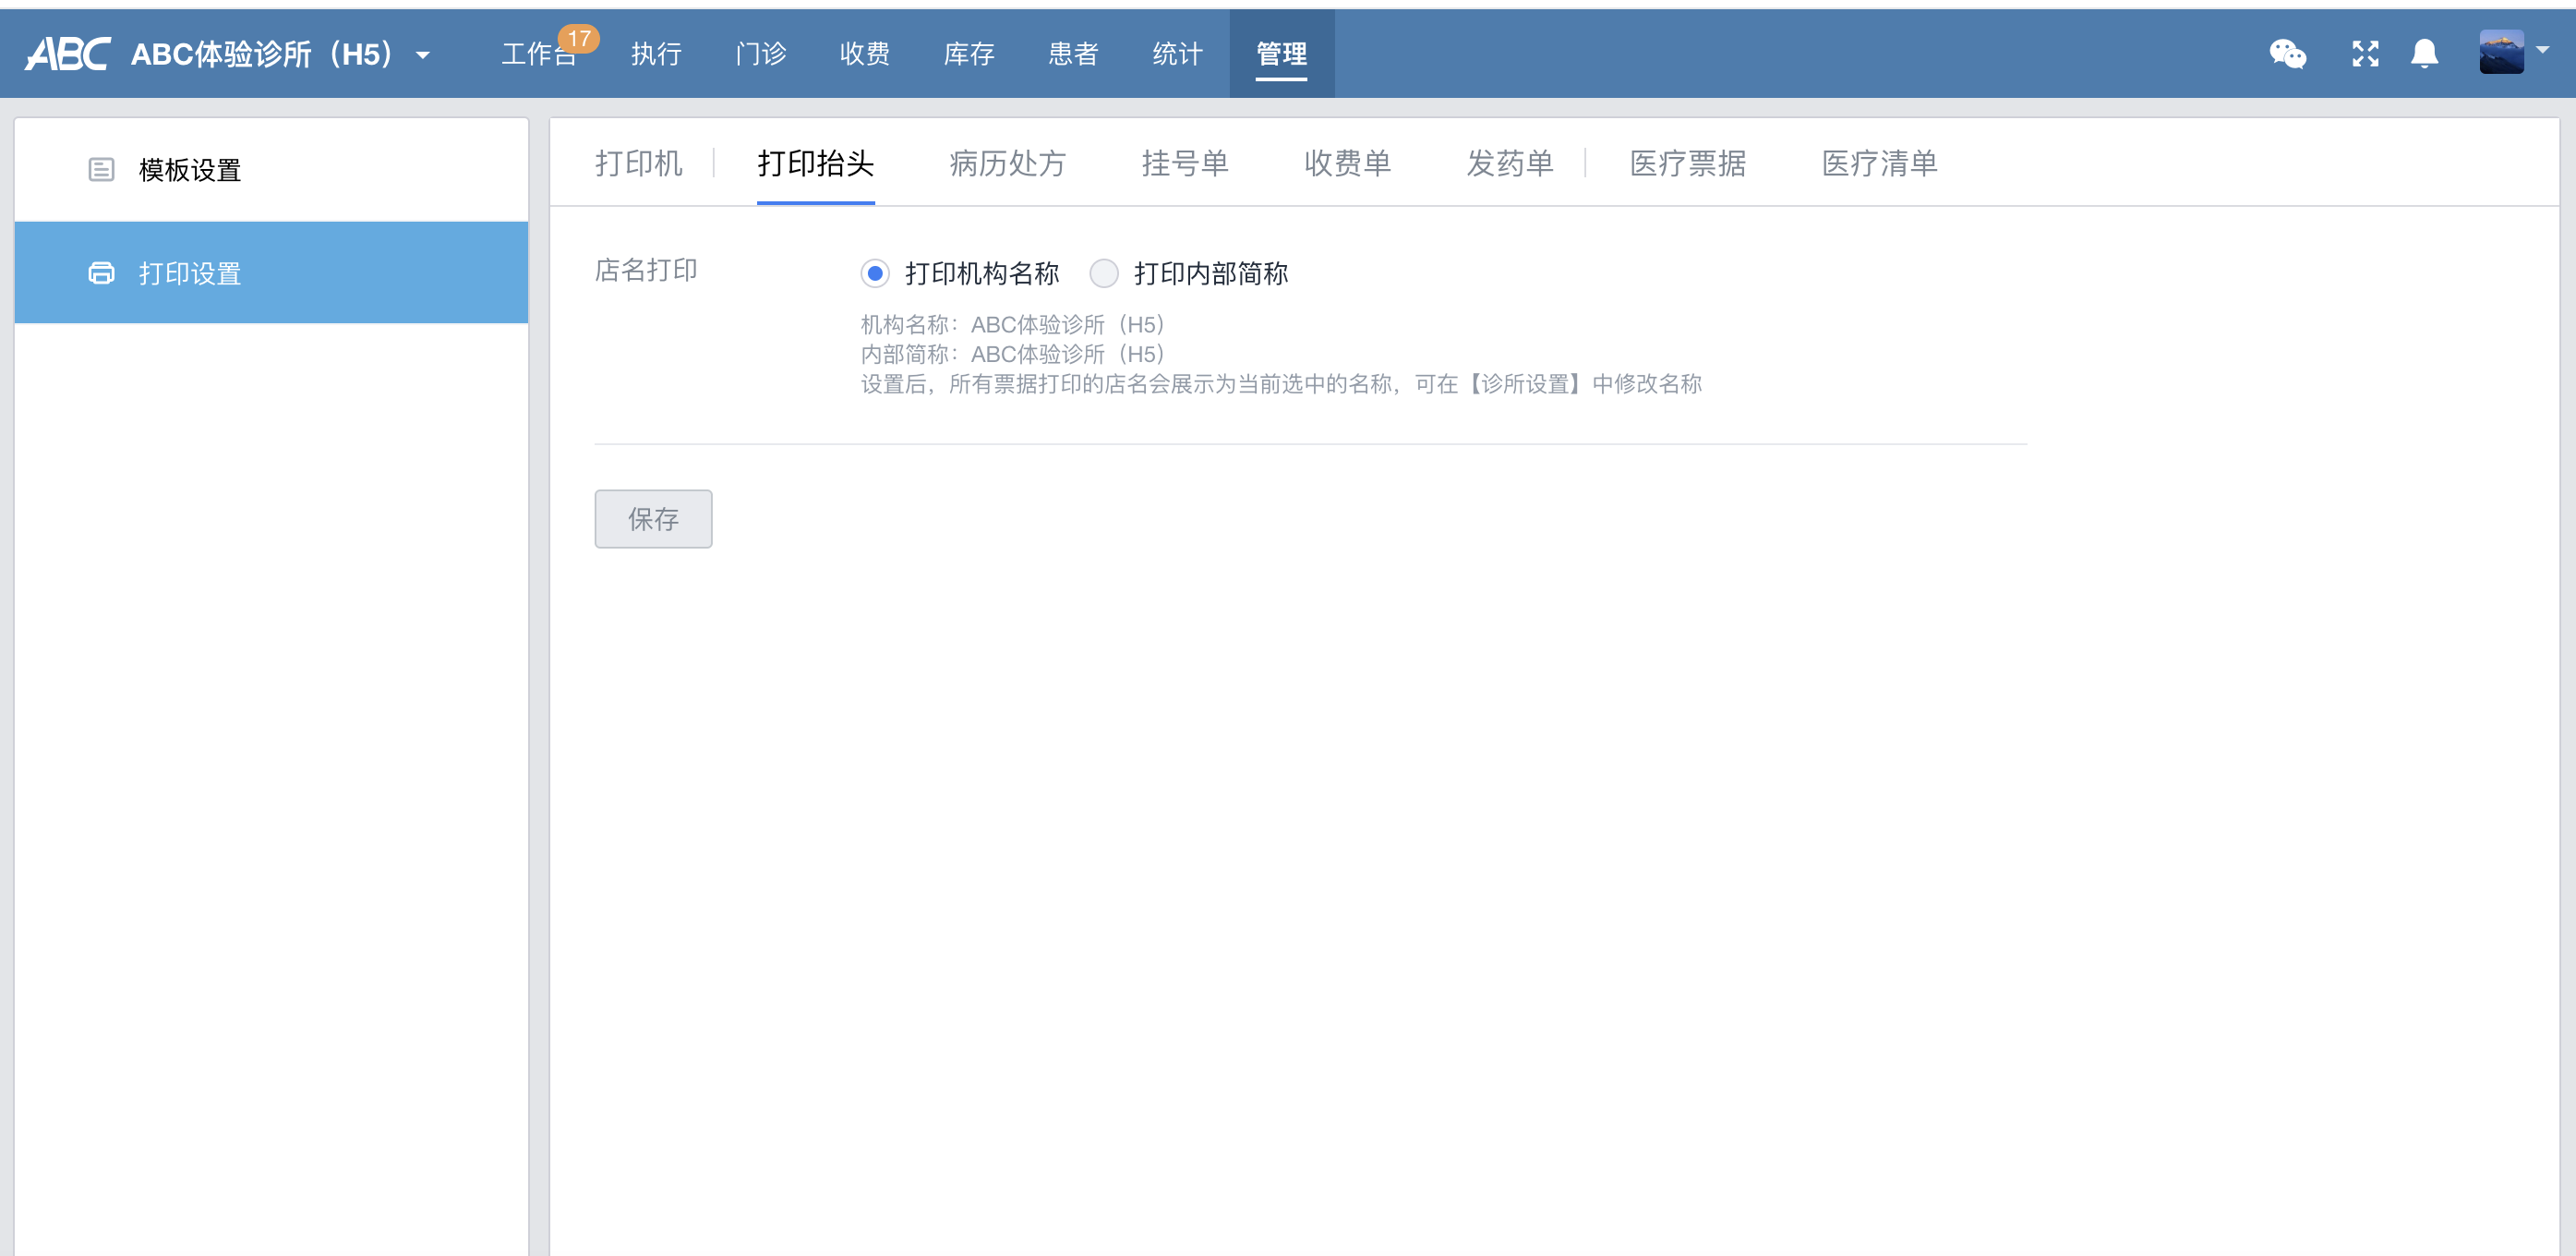 ABC ABC体验诊所（H5） 工作台 17 执行 门诊 收费 库存 患者 统计 管理
模板设置
打印设置
打印机 打印抬头 病历处方 挂号单 收费单 发药单 医疗票据 医疗清单
店名打印 打印机构名称 打印内部简称
机构名称：ABC体验诊所（H5）
内部简称：ABC体验诊所（H5）
设置后，所有票据打印的店名会展示为当前选中的名称，可在【诊所设置】中修改名称
保存